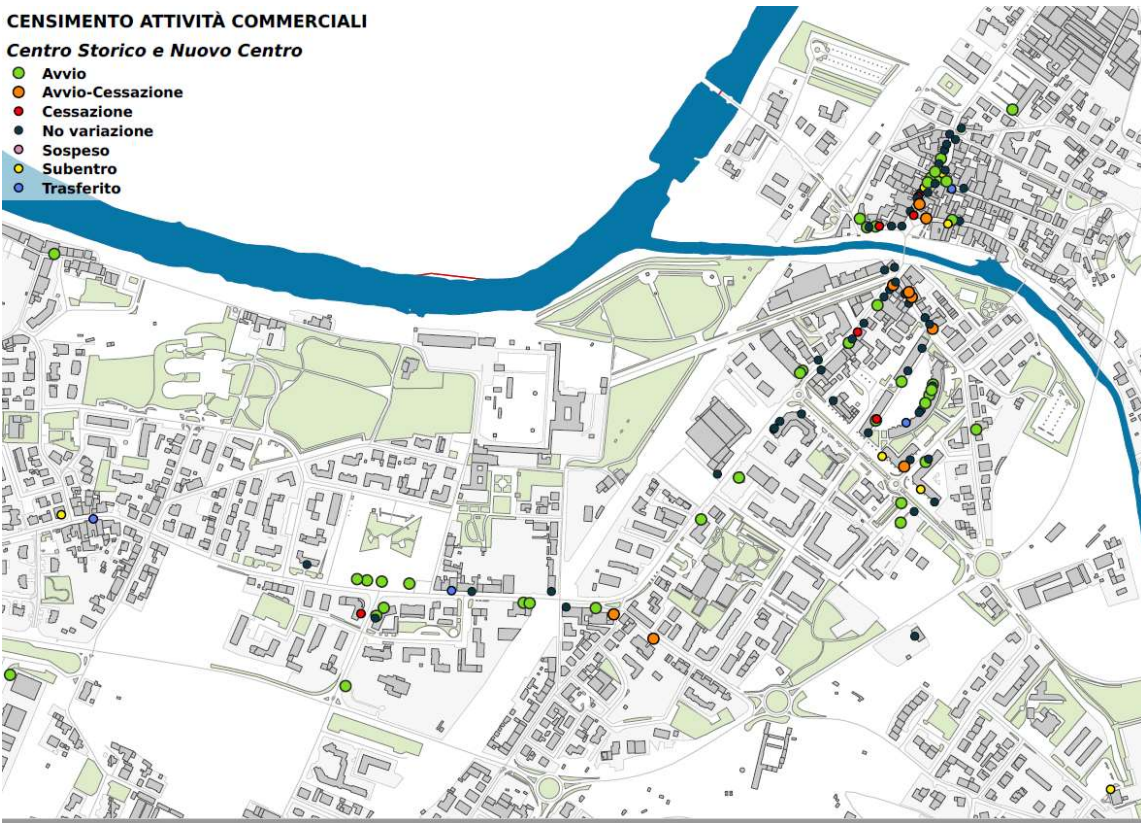 CENSIMENTO ATTIVITÀ COMMERCIALI
Centro Storico e Nuovo Centro
Avvio
Avvio-Cessazione
Cessazione
No variazione
Sospeso
Subentro
Trasferito